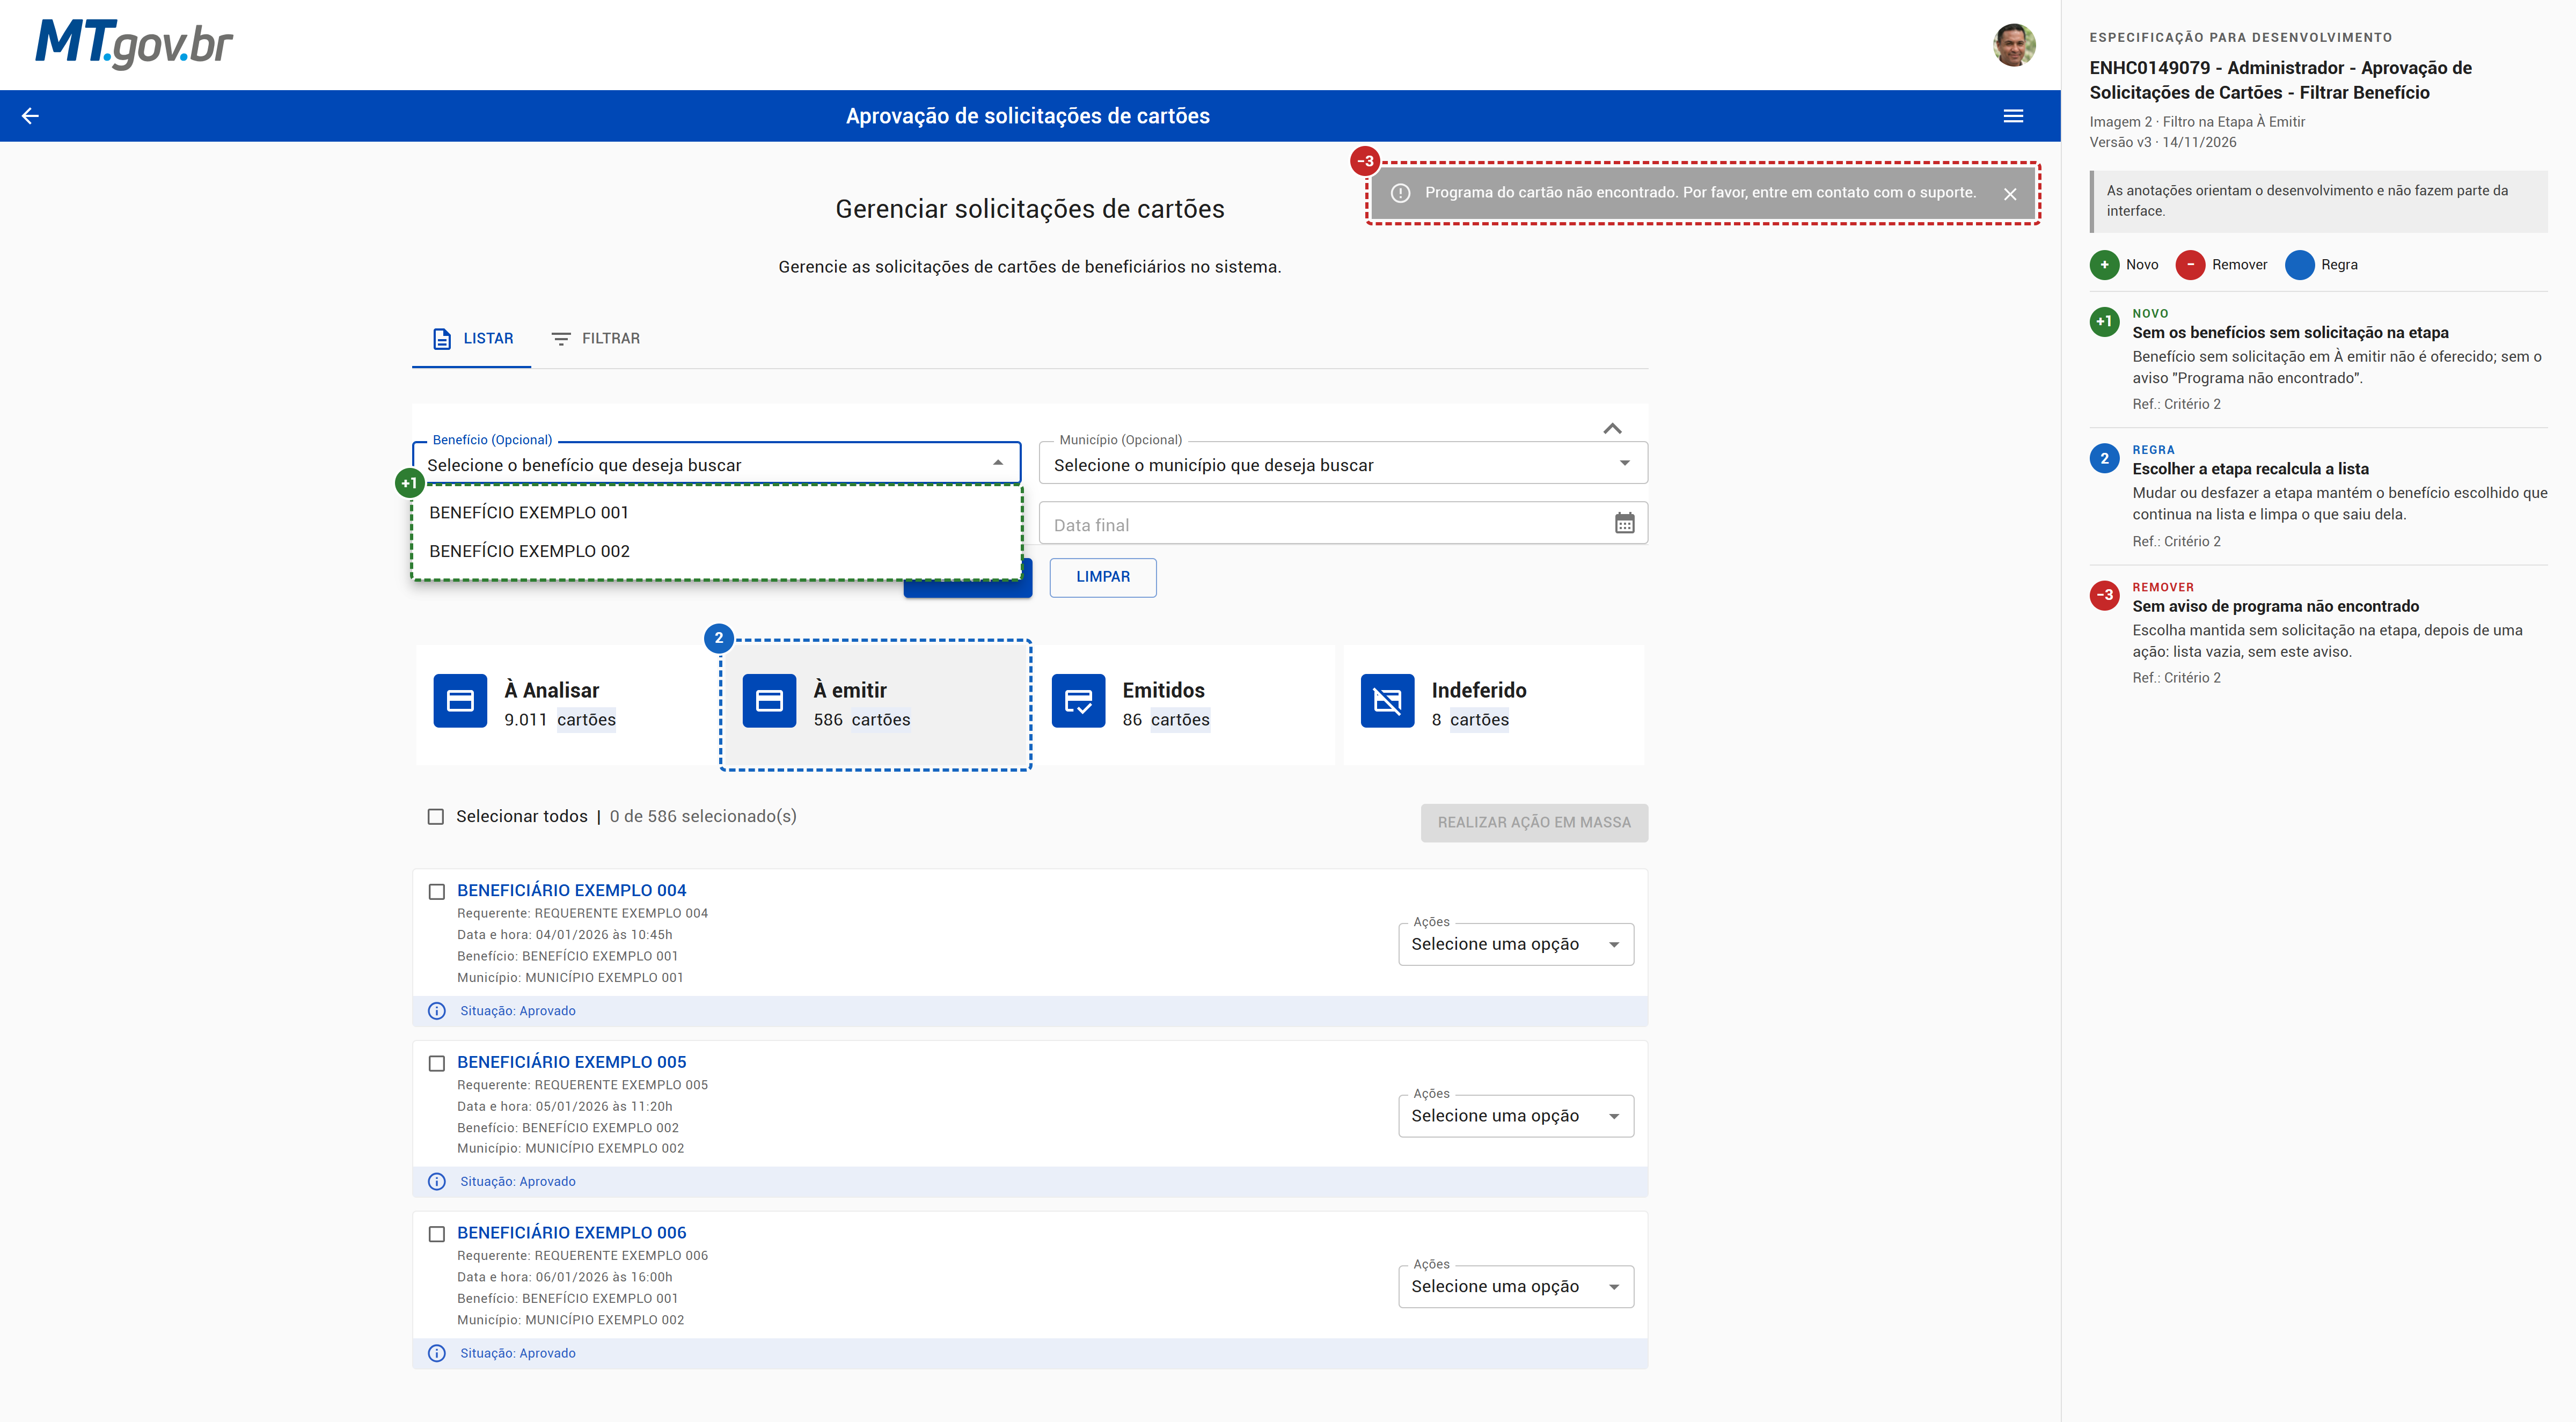 MT.gov.br
Aprovação de solicitações de cartões
−3
Programa do cartão não encontrado. Por favor, entre em contato com o suporte.
Gerenciar solicitações de cartões
Gerencie as solicitações de cartões de beneficiários no sistema.
LISTAR
FILTRAR
Benefício (Opcional)
Selecione o benefício que deseja buscar
Município (Opcional)
Selecione o município que deseja buscar
+1
BENEFÍCIO EXEMPLO 001
BENEFÍCIO EXEMPLO 002
Data final
LIMPAR
2
À Analisar
9.011 cartões
À emitir
586 cartões
Emitidos
86 cartões
Indeferido
8 cartões
Selecionar todos | 0 de 586 selecionado(s)
REALIZAR AÇÃO EM MASSA
BENEFICIÁRIO EXEMPLO 004
Requerente: REQUERENTE EXEMPLO 004
Data e hora: 04/01/2026 às 10:45h
Benefício: BENEFÍCIO EXEMPLO 001
Município: MUNICÍPIO EXEMPLO 001
Ações
Selecione uma opção
Situação: Aprovado
BENEFICIÁRIO EXEMPLO 005
Requerente: REQUERENTE EXEMPLO 005
Data e hora: 05/01/2026 às 11:20h
Benefício: BENEFÍCIO EXEMPLO 002
Município: MUNICÍPIO EXEMPLO 002
Ações
Selecione uma opção
Situação: Aprovado
BENEFICIÁRIO EXEMPLO 006
Requerente: REQUERENTE EXEMPLO 006
Data e hora: 06/01/2026 às 16:00h
Benefício: BENEFÍCIO EXEMPLO 001
Município: MUNICÍPIO EXEMPLO 002
Ações
Selecione uma opção
Situação: Aprovado
ESPECIFICAÇÃO PARA DESENVOLVIMENTO
ENHC0149079 - Administrador - Aprovação de
Solicitações de Cartões - Filtrar Benefício
Imagem 2 · Filtro na Etapa À Emitir
Versão v3 · 14/11/2026
As anotações orientam o desenvolvimento e não fazem parte da
interface.
+ Novo − Remover Regra
+1
NOVO
Sem os benefícios sem solicitação na etapa
Benefício sem solicitação em À emitir não é oferecido; sem o
aviso "Programa não encontrado".
Ref.: Critério 2
2
REGRA
Escolher a etapa recalcula a lista
Mudar ou desfazer a etapa mantém o benefício escolhido que
continua na lista e limpa o que saiu dela.
Ref.: Critério 2
−3
REMOVER
Sem aviso de programa não encontrado
Escolha mantida sem solicitação na etapa, depois de uma
ação: lista vazia, sem este aviso.
Ref.: Critério 2